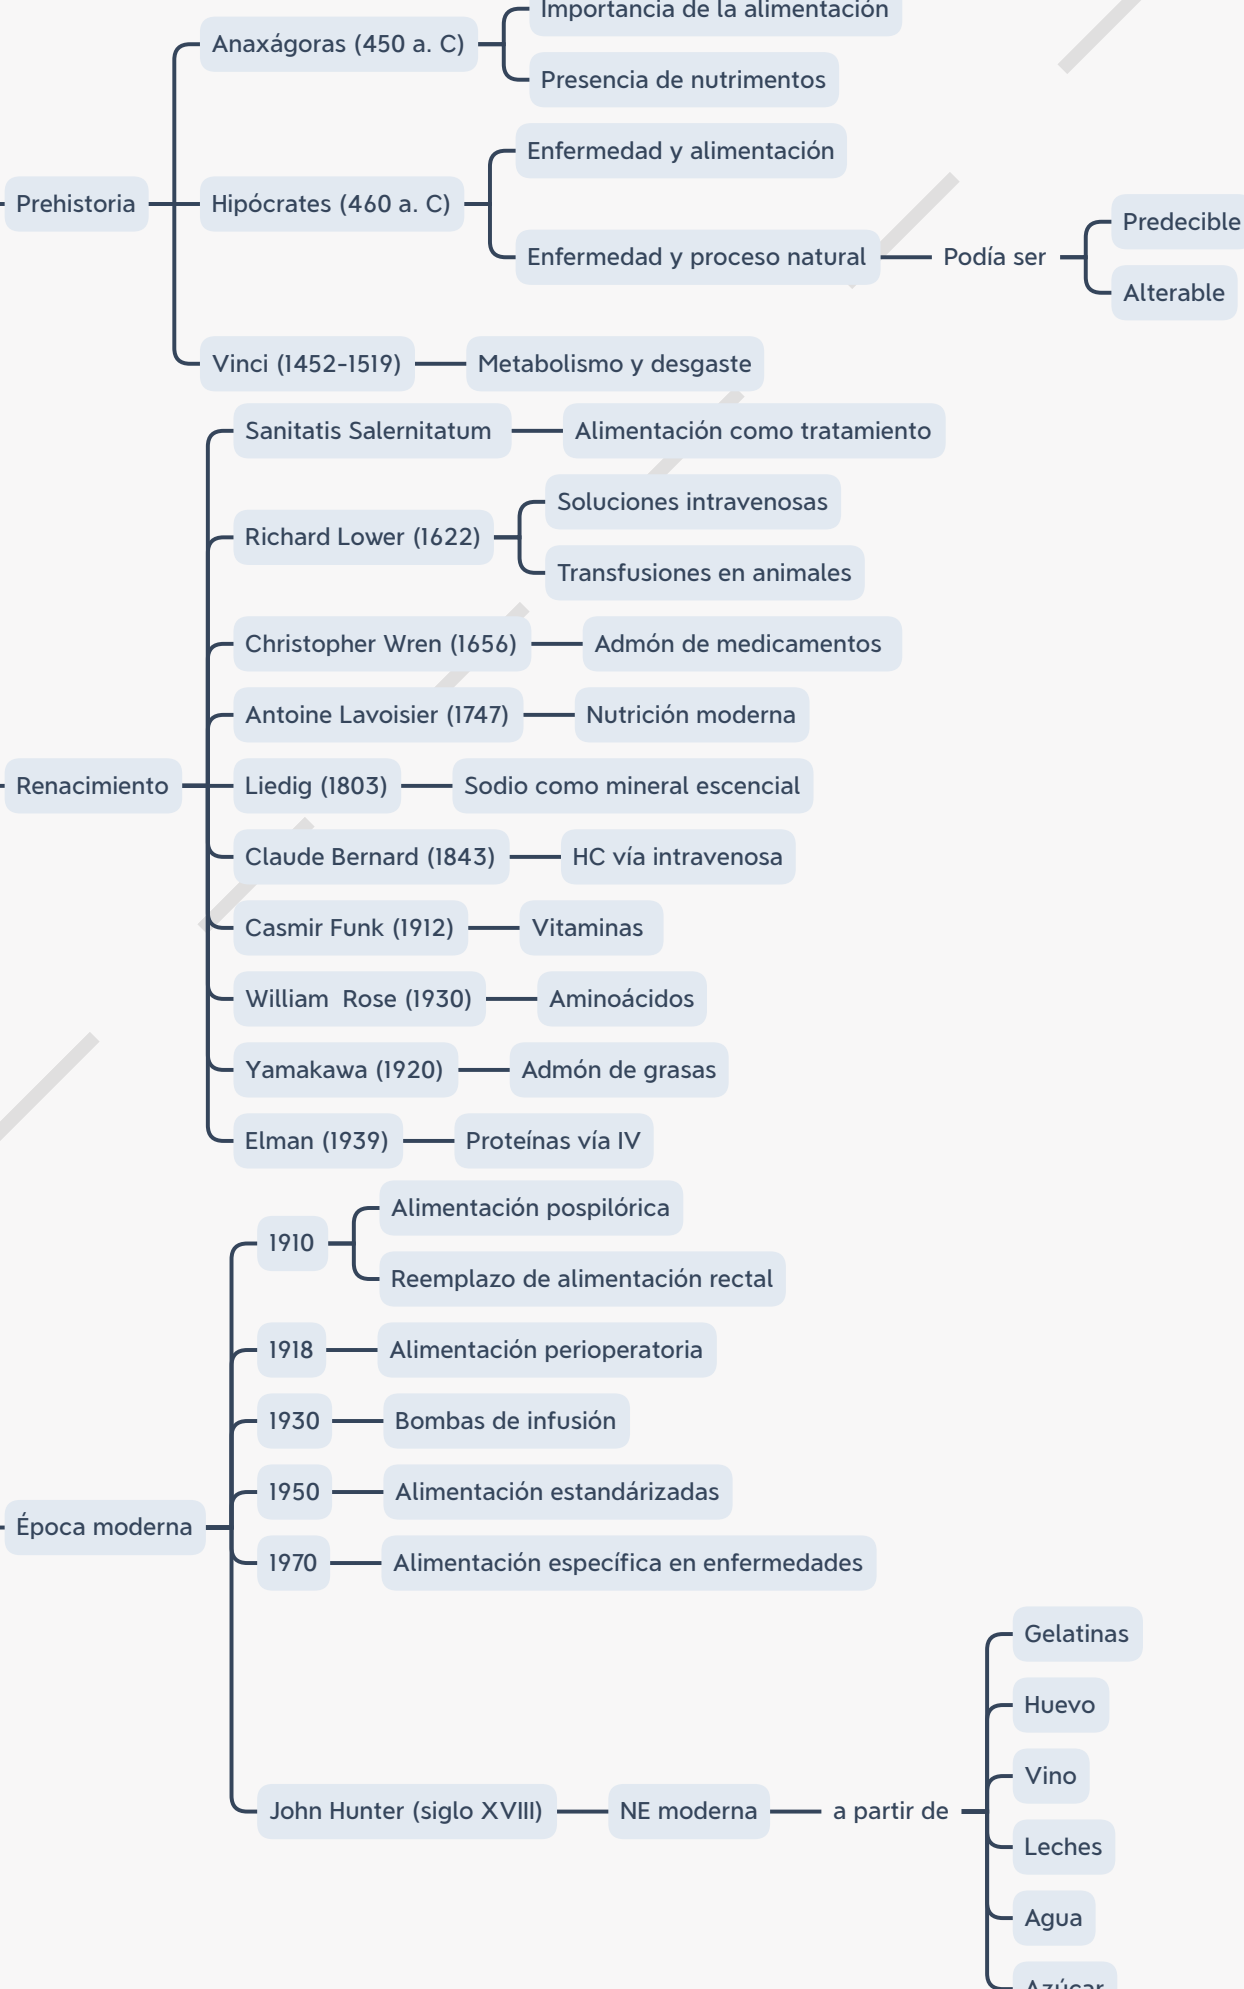 Importancia de la alimentación
Anaxágoras (450 a. C)
Presencia de nutrimentos
Enfermedad y alimentación
Prehistoria
Hipócrates (460 a. C)
Predecible
Enfermedad y proceso natural
Podía ser
Alterable
Vinci (1452-1519)
Metabolismo y desgaste
Sanitatis Salernitatum
Alimentación como tratamiento
Soluciones intravenosas
Richard Lower (1622)
Transfusiones en animales
Christopher Wren (1656)
Admón de medicamentos
Antoine Lavoisier (1747)
Nutrición moderna
Renacimiento
Liedig (1803)
Sodio como mineral escencial
Claude Bernard (1843)
HC vía intravenosa
Casmir Funk (1912)
Vitaminas
William Rose (1930)
Aminoácidos
Yamakawa (1920)
Admón de grasas
Elman (1939)
Proteínas vía IV
Alimentación pospilórica
1910
Reemplazo de alimentación rectal
1918
Alimentación perioperatoria
1930
Bombas de infusión
1950
Alimentación estandárizadas
Época moderna
1970
Alimentación específica en enfermedades
Gelatinas
Huevo
Vino
John Hunter (siglo XVIII)
NE moderna
a partir de
Leches
Agua
Azúcar